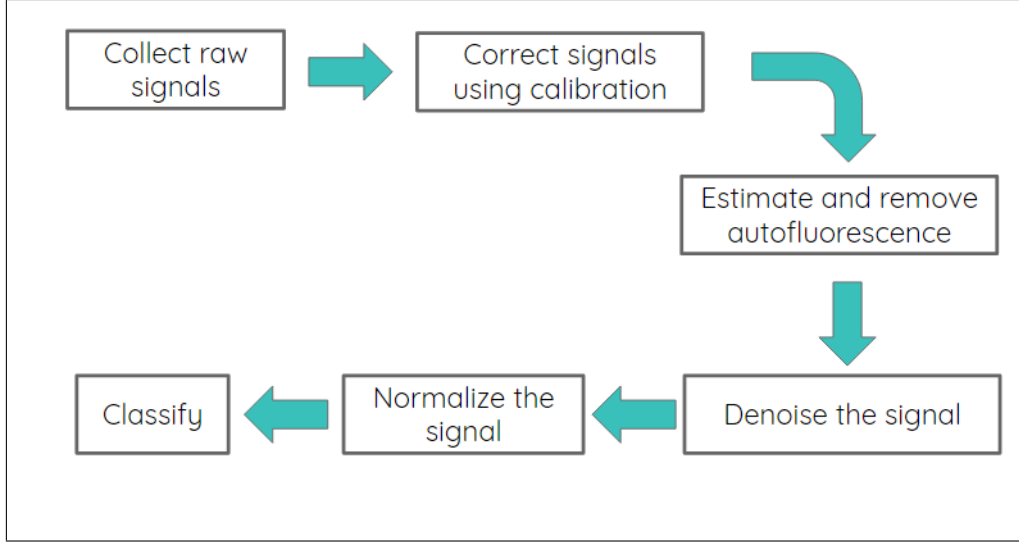 Collect raw
signals
Correct signals
using calibration
Estimate and remove
autofluorescence
Denoise the signal
Normalize the
signal
Classify